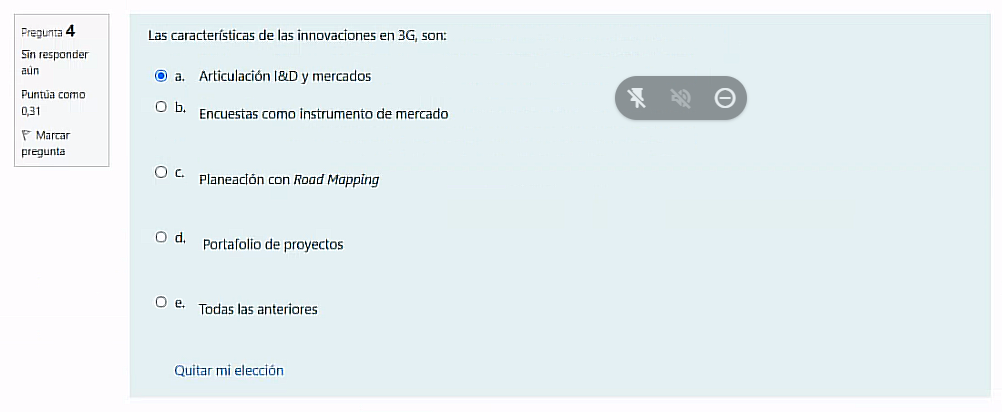 Pregunta 4
Sin responder
aún
Puntúa como
0,31
Marcar
pregunta
Las características de las innovaciones en 3G, son:
a. Articulación I&D y mercados
b. Encuestas como instrumento de mercado
c. Planeación con Road Mapping
d. Portafolio de proyectos
e. Todas las anteriores
Quitar mi elección